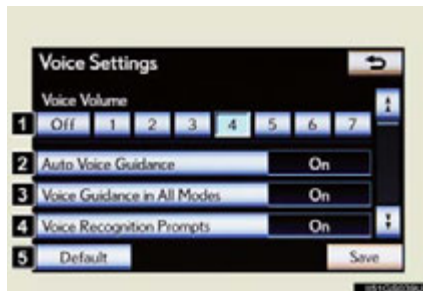 Voice Settings
Voice Volume
1 Off 1 2 3 4 5 6 7
2 Auto Voice Guidance On
3 Voice Guidance in All Modes On
4 Voice Recognition Prompts On
5 Default Save